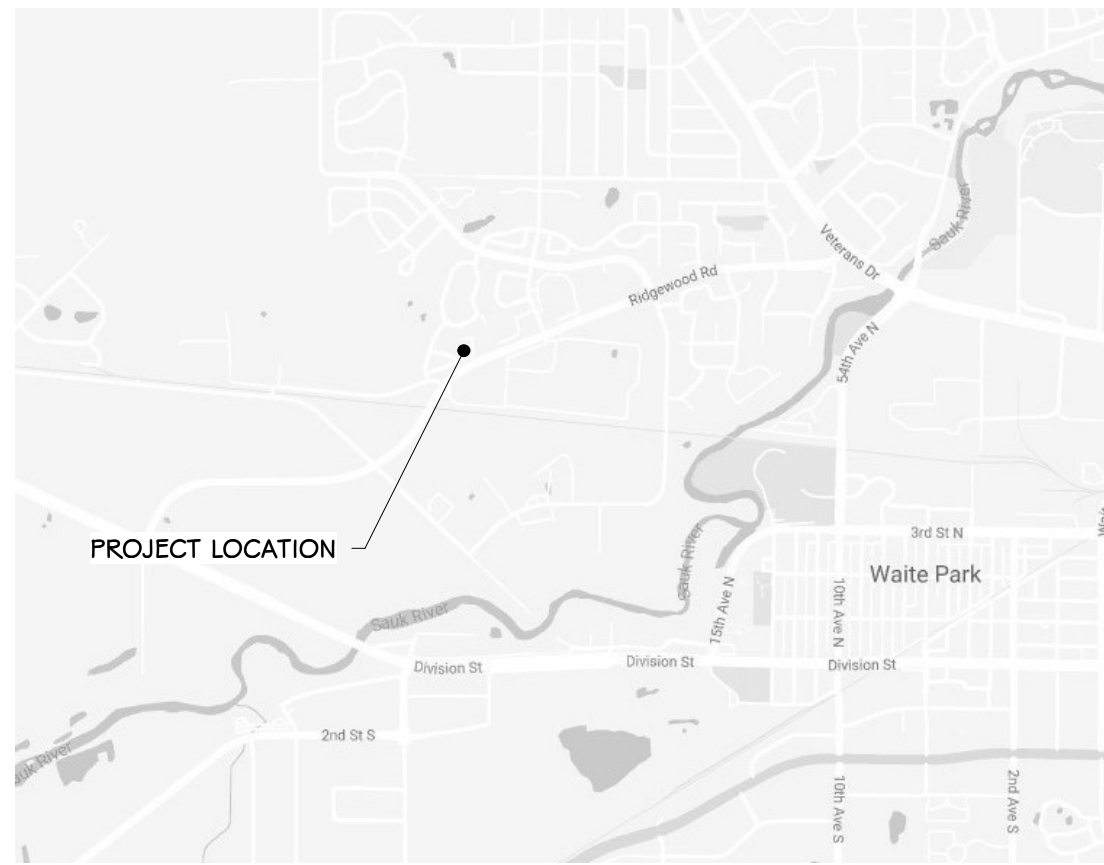 Sauk River
Veterans Dr
Ridgewood Rd
54th Ave N
PROJECT LOCATION
3rd St N
Sauk River
Waite Park
15th Ave N
10th Ave N
Sauk River
Division St
Division St
Division St
2nd St S
Sauk River
10th Ave S
2nd Ave S